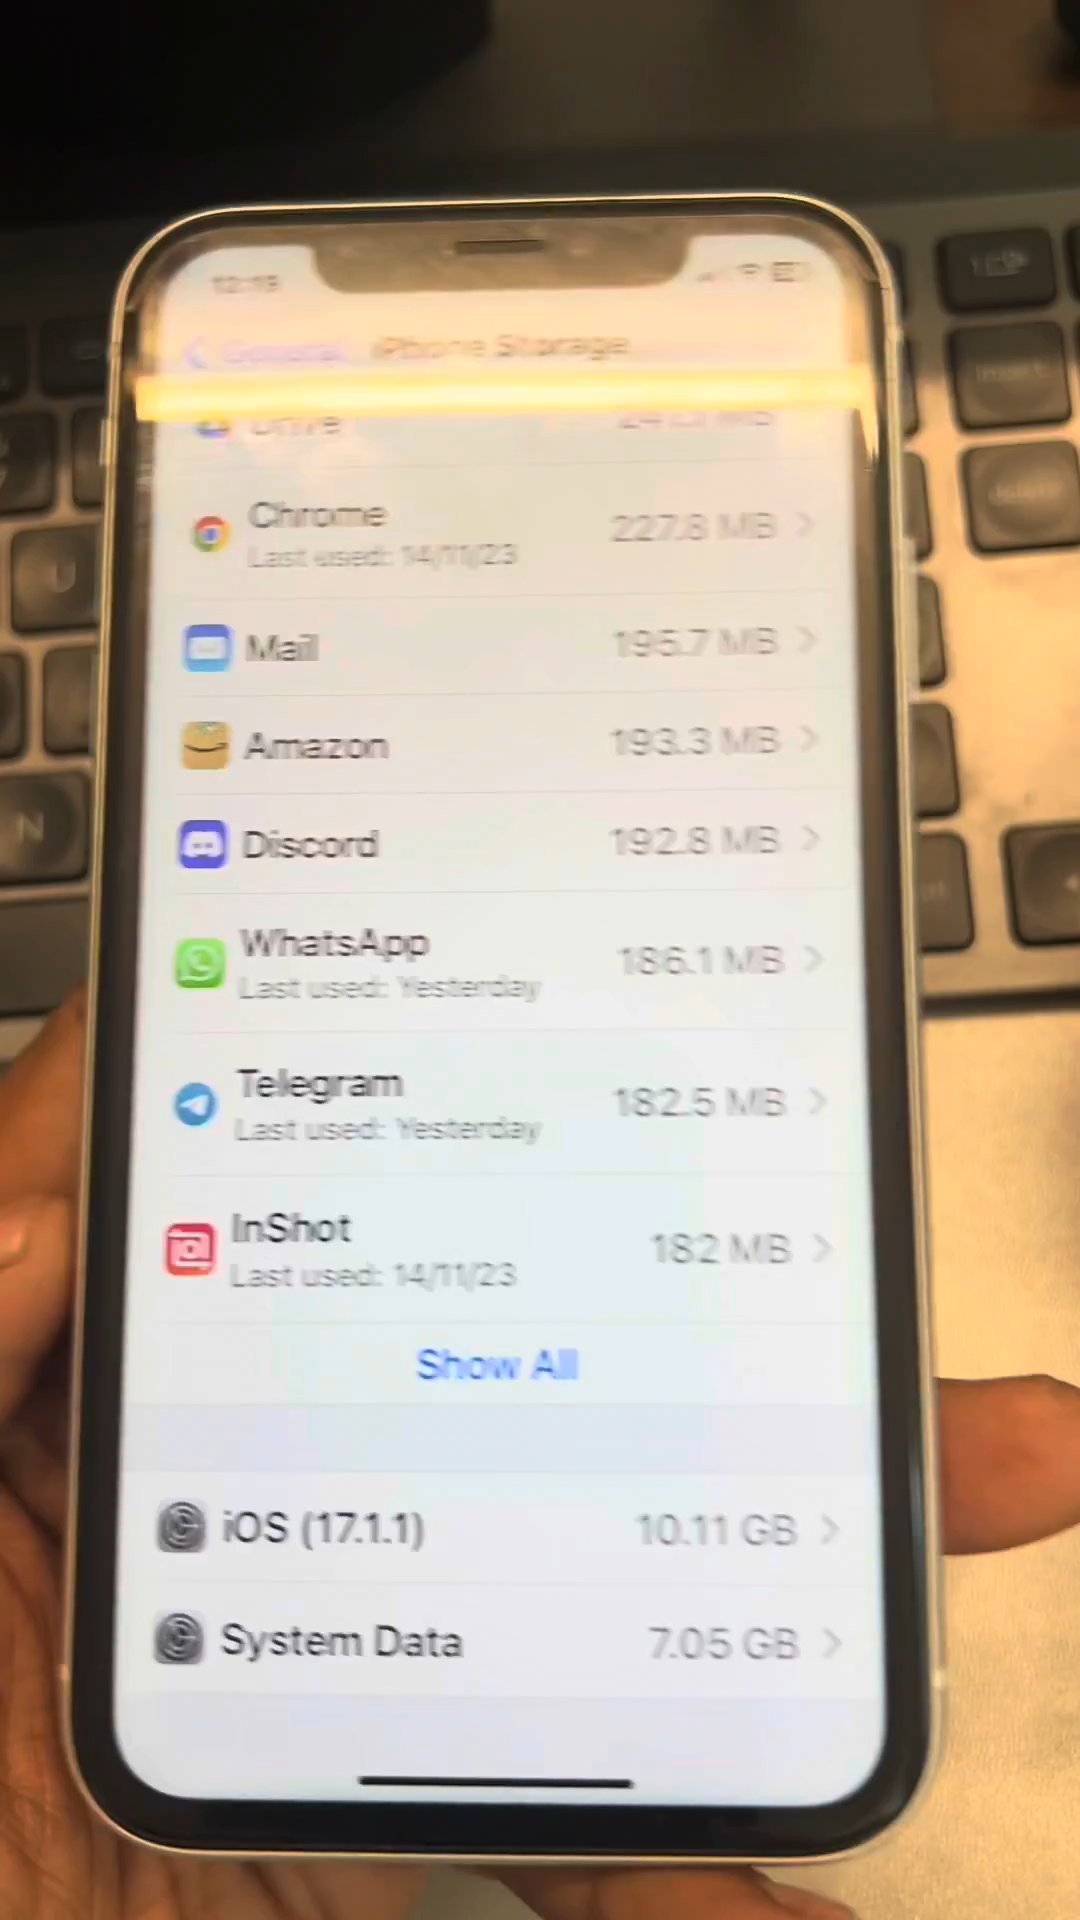 12:19
General iPhone Storage
Drive
Chrome 227.8 MB
Last used: 14/11/23
Mail 195.7 MB
Amazon 193.3 MB
Discord 192.8 MB
WhatsApp 186.1 MB
Last used: Yesterday
Telegram 182.5 MB
Last used: Yesterday
InShot 182 MB
Last used: 14/11/23
Show All
iOS (17.1.1) 10.11 GB
System Data 7.05 GB
insert
delete
U
N